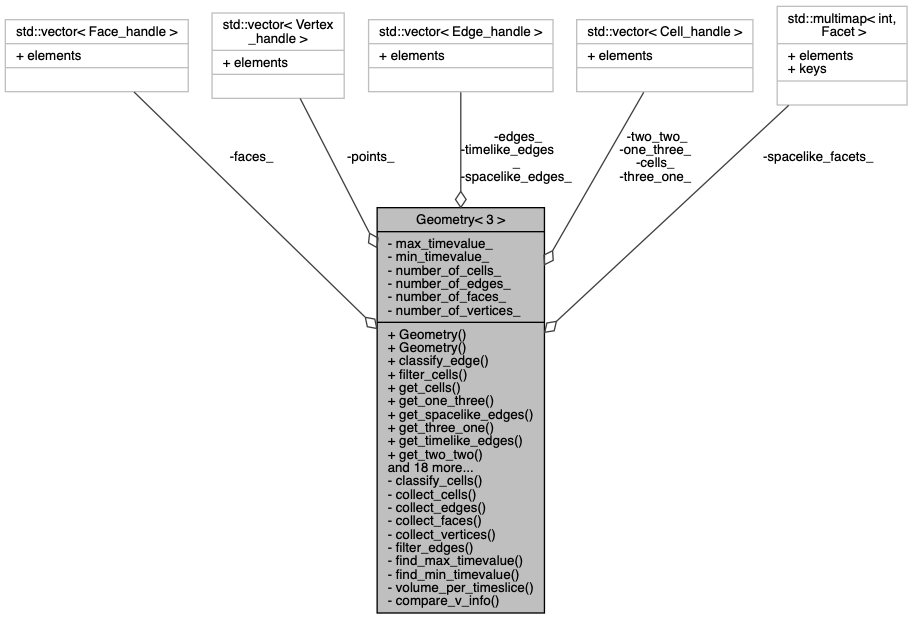 std::vector< Face_handle >
+ elements
std::vector< Vertex
_handle >
+ elements
std::vector< Edge_handle >
+ elements
std::vector< Cell_handle >
+ elements
std::multimap< int,
Facet >
+ elements
+ keys
-faces_
-points_
-edges_
-timelike_edges
_
-spacelike_edges_
-two_two_
-one_three_
-cells_
-three_one_
-spacelike_facets_
Geometry< 3 >
- max_timevalue_
- min_timevalue_
- number_of_cells_
- number_of_edges_
- number_of_faces_
- number_of_vertices_
+ Geometry()
+ Geometry()
+ classify_edge()
+ filter_cells()
+ get_cells()
+ get_one_three()
+ get_spacelike_edges()
+ get_three_one()
+ get_timelike_edges()
+ get_two_two()
and 18 more...
- classify_cells()
- collect_cells()
- collect_edges()
- collect_faces()
- collect_vertices()
- filter_edges()
- find_max_timevalue()
- find_min_timevalue()
- volume_per_timeslice()
- compare_v_info()